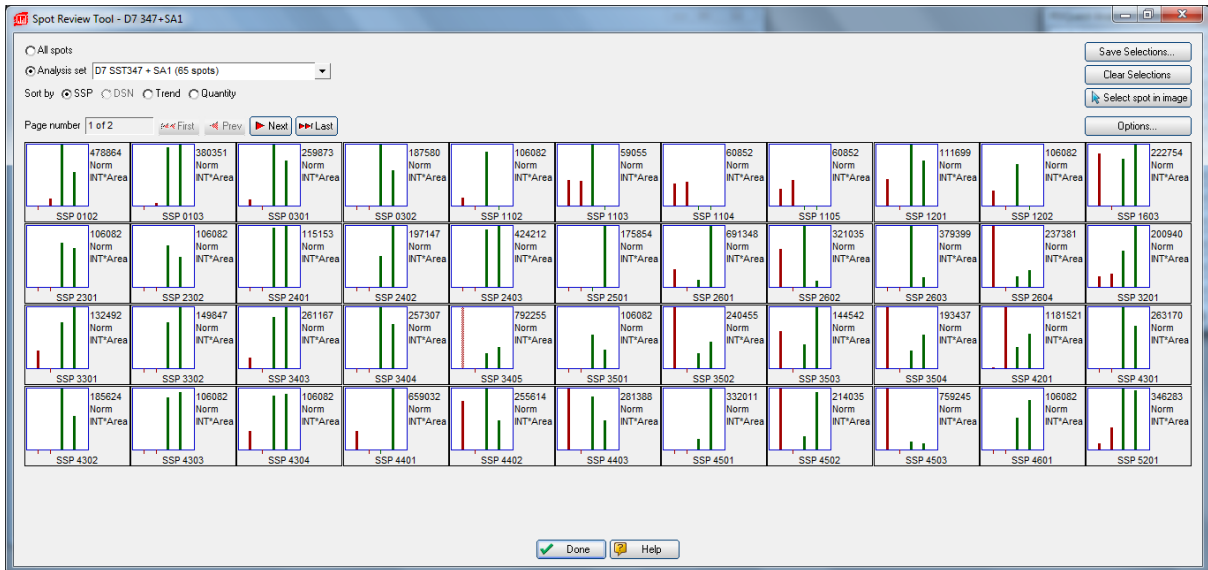 Spot Review Tool - D7 347+SA1
All spots
Analysis set D7 SST347 + SA1 (65 spots)
Sort by SSP DSN Trend Quantity
Page number 1 of 2 First Prev Next Last
Save Selections...
Clear Selections
Select spot in image
Options...
478864 380351 259873 187580 106082 59055 60852 60852 111699 106082 222754
Norm Norm Norm Norm Norm Norm Norm Norm Norm Norm Norm
INT*Area INT*Area INT*Area INT*Area INT*Area INT*Area INT*Area INT*Area INT*Area INT*Area INT*Area
SSP 0102 SSP 0103 SSP 0301 SSP 0302 SSP 1102 SSP 1103 SSP 1104 SSP 1105 SSP 1201 SSP 1202 SSP 1603
106082 106082 115153 197147 424212 175854 691348 321035 379399 237381 200940
Norm Norm Norm Norm Norm Norm Norm Norm Norm Norm Norm
INT*Area INT*Area INT*Area INT*Area INT*Area INT*Area INT*Area INT*Area INT*Area INT*Area INT*Area
SSP 2301 SSP 2302 SSP 2401 SSP 2402 SSP 2403 SSP 2501 SSP 2601 SSP 2602 SSP 2603 SSP 2604 SSP 3201
132492 149847 261167 257307 792255 106082 240455 144542 193437 1181521 263170
Norm Norm Norm Norm Norm Norm Norm Norm Norm Norm Norm
INT*Area INT*Area INT*Area INT*Area INT*Area INT*Area INT*Area INT*Area INT*Area INT*Area INT*Area
SSP 3301 SSP 3302 SSP 3403 SSP 3404 SSP 3405 SSP 3501 SSP 3502 SSP 3503 SSP 3504 SSP 4201 SSP 4301
185624 106082 106082 659032 255614 281388 332011 214035 759245 106082 346283
Norm Norm Norm Norm Norm Norm Norm Norm Norm Norm Norm
INT*Area INT*Area INT*Area INT*Area INT*Area INT*Area INT*Area INT*Area INT*Area INT*Area INT*Area
SSP 4302 SSP 4303 SSP 4304 SSP 4401 SSP 4402 SSP 4403 SSP 4501 SSP 4502 SSP 4503 SSP 4601 SSP 5201
Done Help